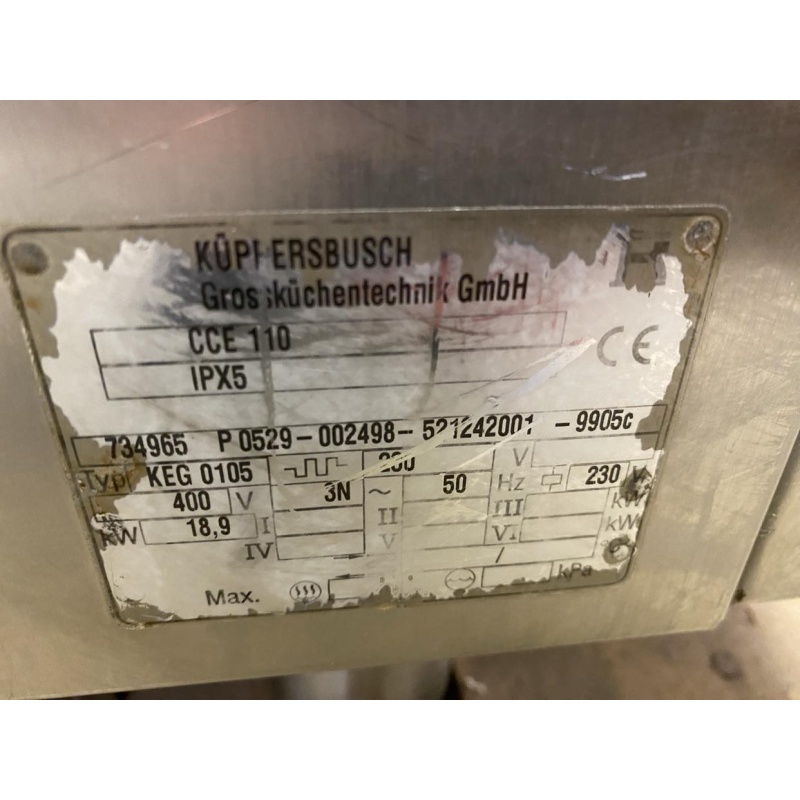 KÜPPERSBUSCH
Grossküchentechnik GmbH
CCE 110
CE
IPX5
734965 P 0529-002498-521242001 -9905c
Typ KEG 0105 230 V
400 V 3N ~ 50 Hz 230 V
kW 18,9 I II III kW
IV V VI kW
/
Max. kPa